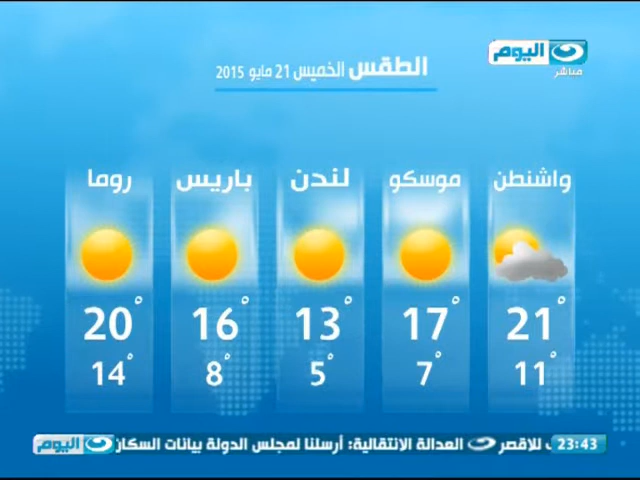 اليوم
مباشر
الطقس الخميس 21 مايو 2015
واشنطن
موسكو
لندن
باريس
روما
21°
17°
13°
16°
20°
11°
7°
5°
8°
14°
23:43
للاقصر العدالة الانتقالية: أرسلنا لمجلس الدولة بيانات السكان
اليوم